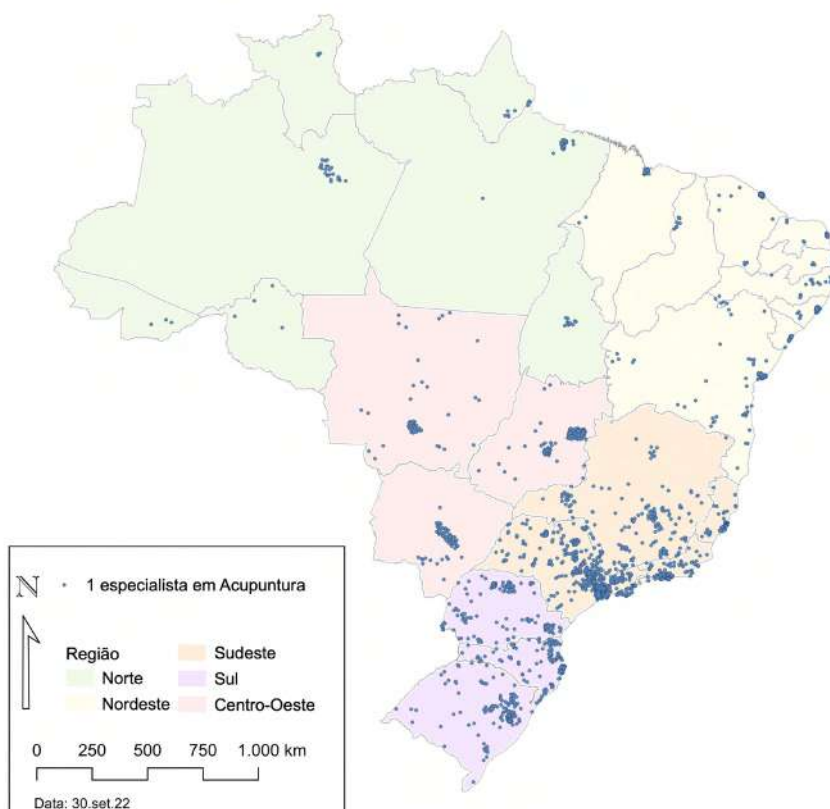 N
1 especialista em Acupuntura
Região
Norte
Nordeste
Sudeste
Sul
Centro-Oeste
0 250 500 750 1.000 km
Data: 30.set.22